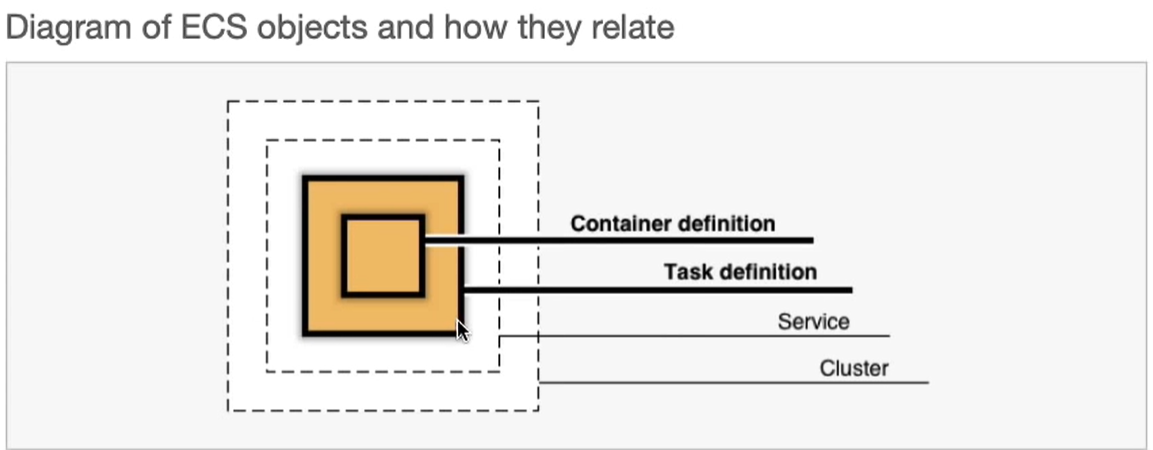 Diagram of ECS objects and how they relate
Container definition
Task definition
Service
Cluster